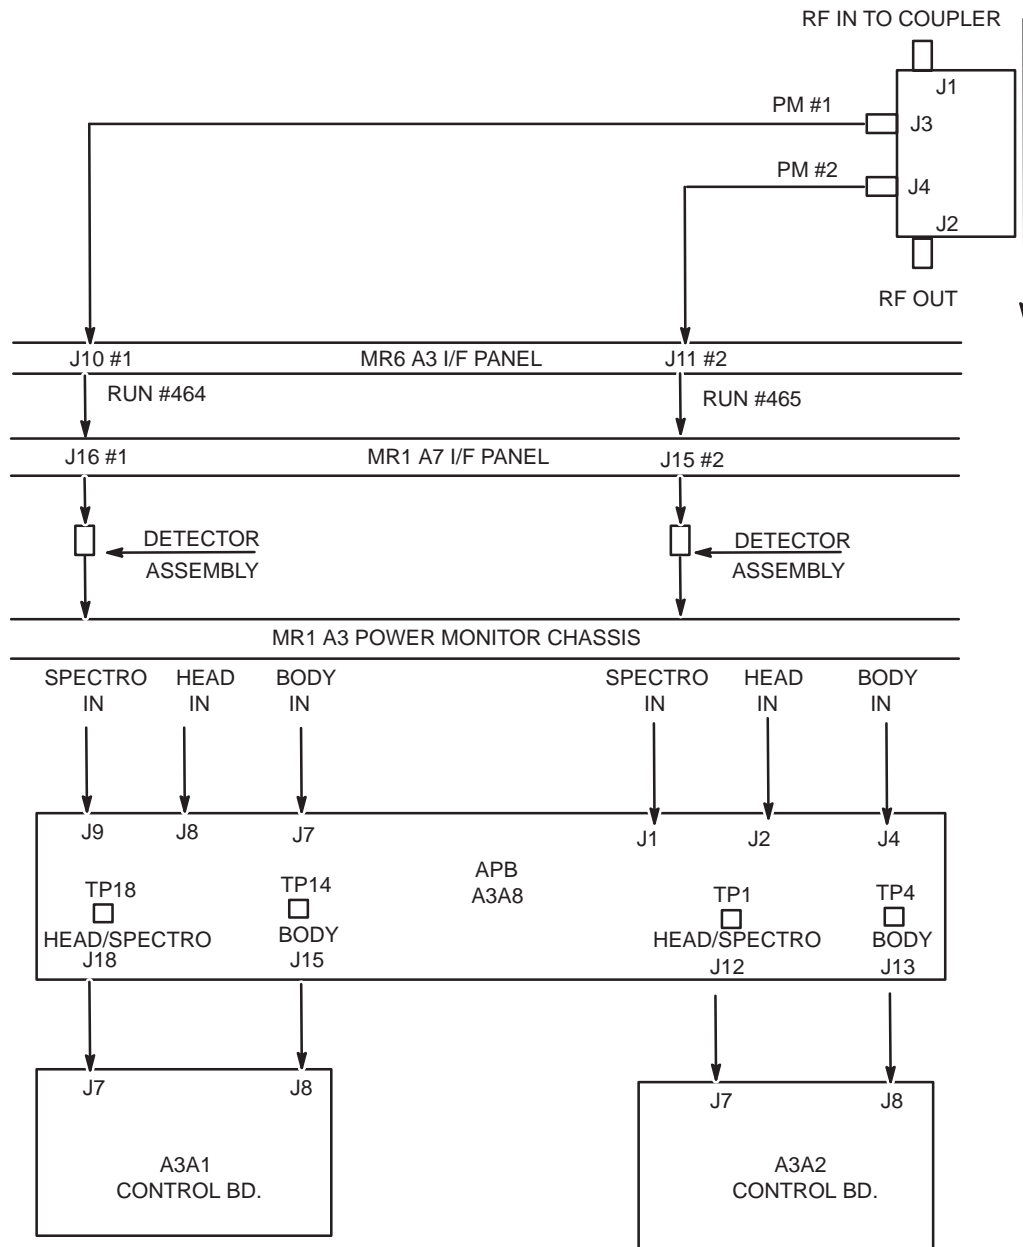 RF IN TO COUPLER
J1
PM #1
J3
PM #2
J4
J2
RF OUT
J10 #1
MR6 A3 I/F PANEL
J11 #2
RUN #464
RUN #465
J16 #1
MR1 A7 I/F PANEL
J15 #2
DETECTOR
ASSEMBLY
DETECTOR
ASSEMBLY
MR1 A3 POWER MONITOR CHASSIS
SPECTRO
IN
HEAD
IN
BODY
IN
SPECTRO
IN
HEAD
IN
BODY
IN
J9
J8
J7
J1
J2
J4
APB
A3A8
TP18
HEAD/SPECTRO
J18
TP14
BODY
J15
TP1
HEAD/SPECTRO
J12
TP4
BODY
J13
J7
J8
A3A1
CONTROL BD.
J7
J8
A3A2
CONTROL BD.